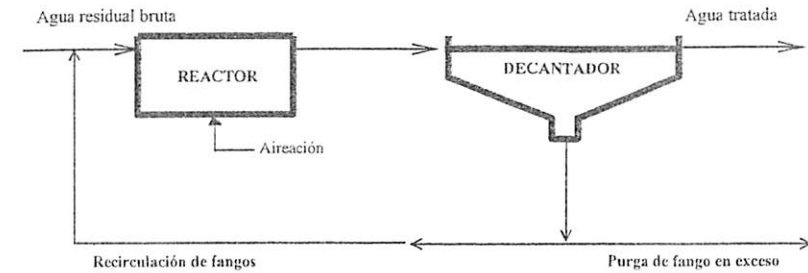 Agua residual bruta
Agua tratada
REACTOR
DECANTADOR
Aireación
Recirculación de fangos
Purga de fango en exceso